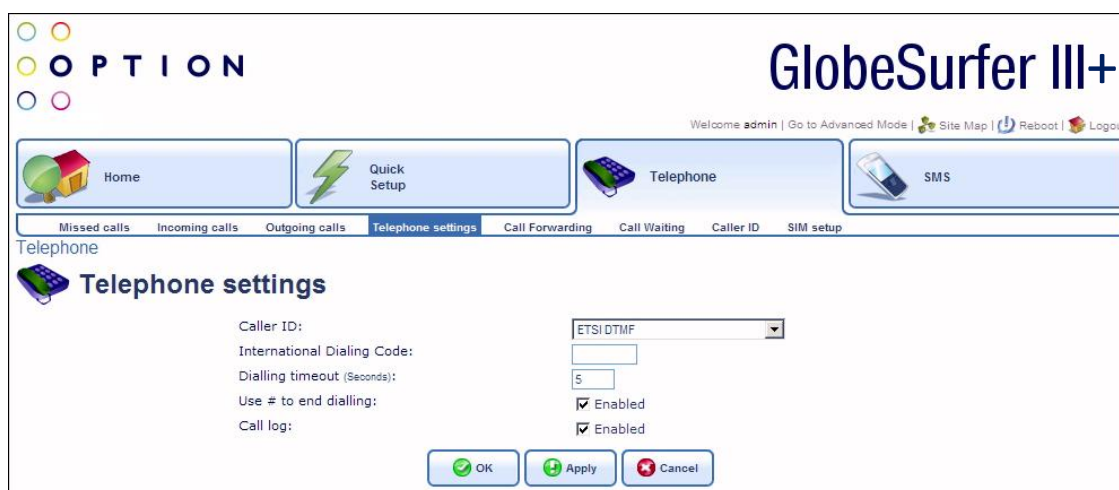 OPTION
GlobeSurfer III+
Welcome admin | Go to Advanced Mode | Site Map | Reboot | Logou
Home
Quick
Setup
Telephone
SMS
Missed calls Incoming calls Outgoing calls Telephone settings Call Forwarding Call Waiting Caller ID SIM setup
Telephone
Telephone settings
Caller ID: ETSI DTMF
International Dialing Code:
Dialling timeout (Seconds): 5
Use # to end dialling: Enabled
Call log: Enabled
OK Apply Cancel